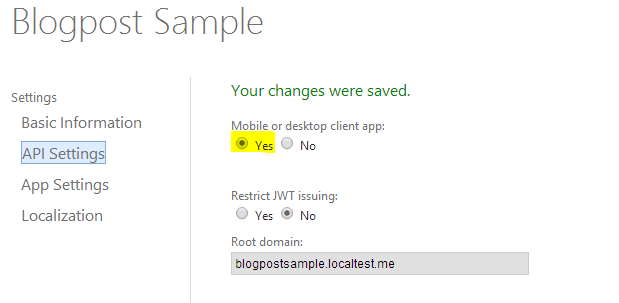 Blogpost Sample
Settings
Basic Information
API Settings
App Settings
Localization
Your changes were saved.
Mobile or desktop client app:
Yes No
Restrict JWT issuing:
Yes No
Root domain:
blogpostsample.localtest.me